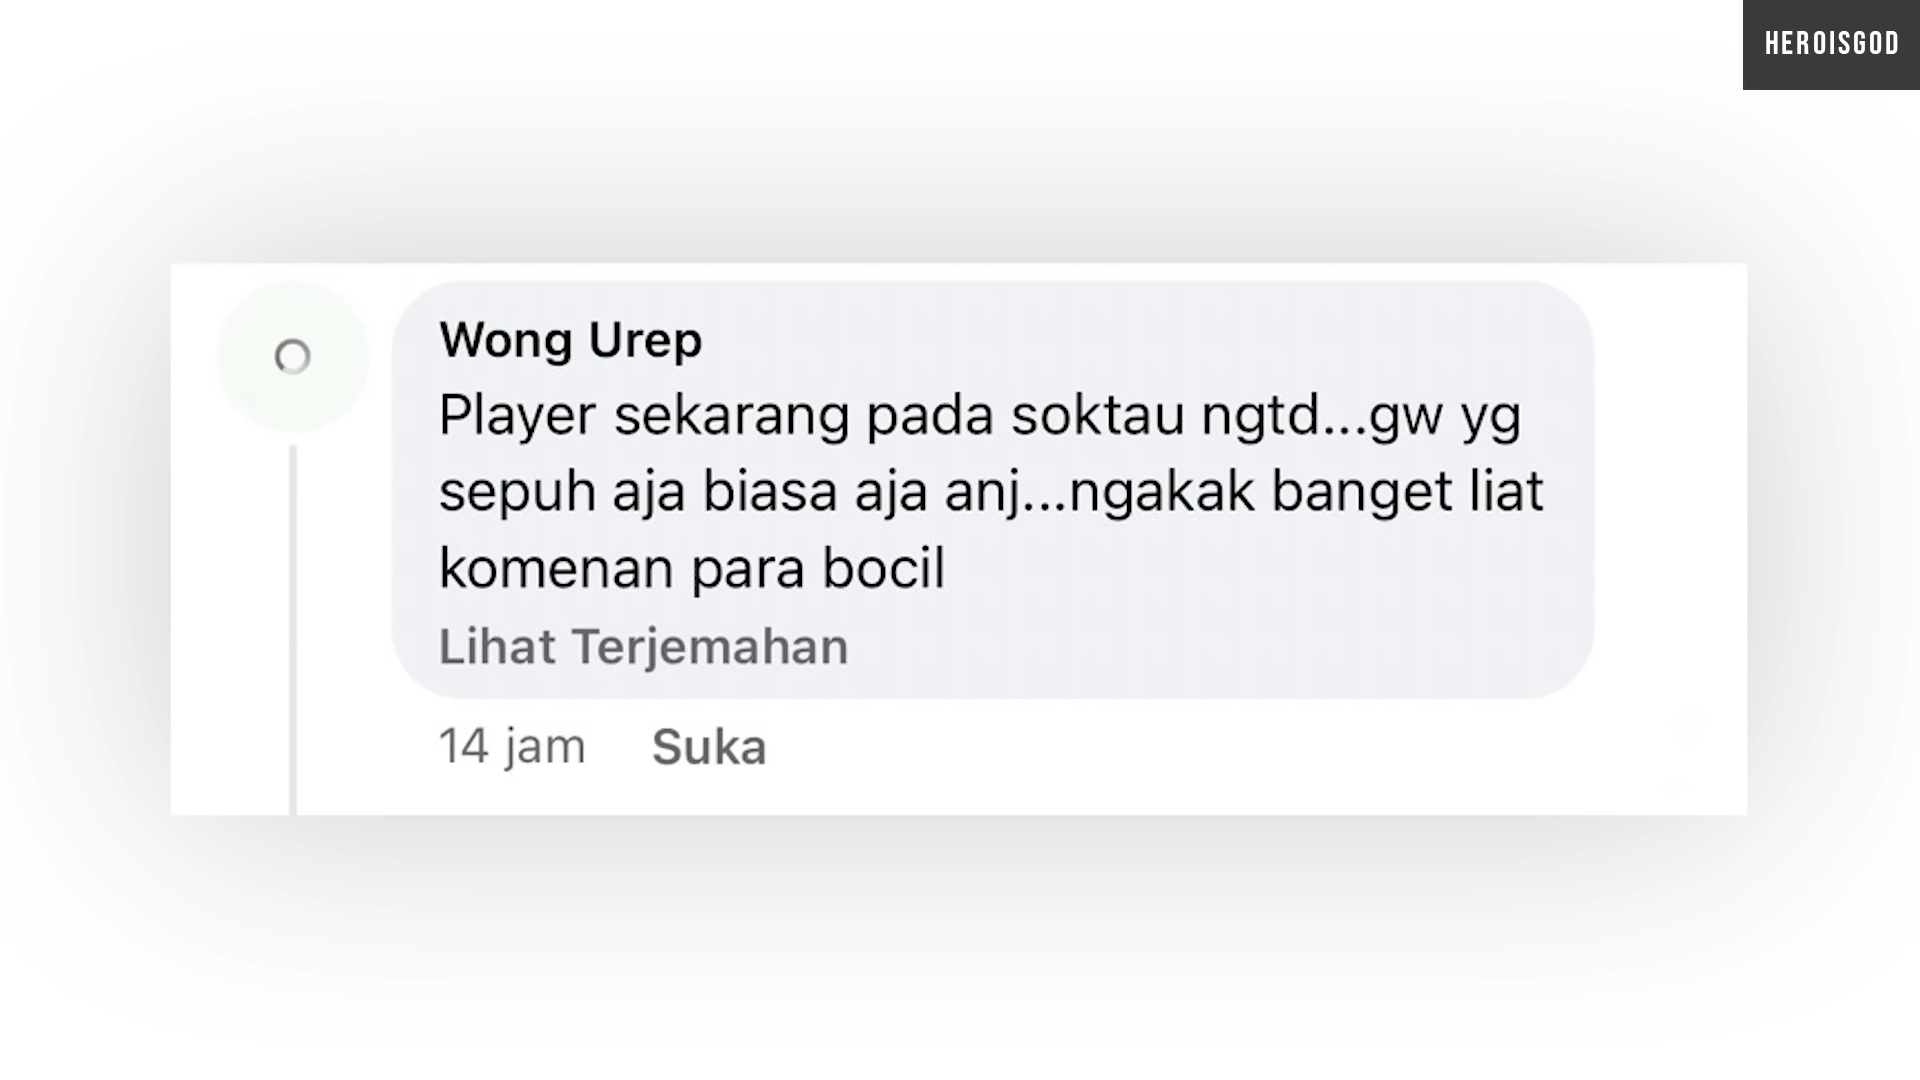 HEROISGOD
Wong Urep
Player sekarang pada soktau ngtd...gw yg
sepuh aja biasa aja anj...ngakak banget liat
komenan para bocil
Lihat Terjemahan
14 jam Suka